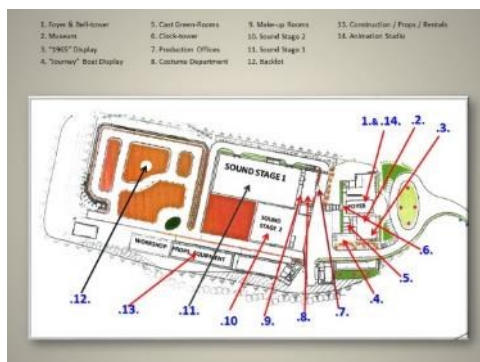 1. Foyer & Bell-tower
2. Museum
3. "1905" Display
4. "Journey" Boat Display
5. Cast Green-Rooms
6. Clock-tower
7. Production Offices
8. Costume Department
9. Make-up Rooms
10. Sound Stage 2
11. Sound Stage 1
12. Backlot
13. Construction / Props / Rentals
14. Animation Studio
1.& .14. .2.
.3.
SOUND STAGE 1
FOYER
SOUND
STAGE 2
WORKSHOP PROPS EQUIPMENT
.6.
.5.
.12. .13. .11. .10 .9. .8. .7. .4.